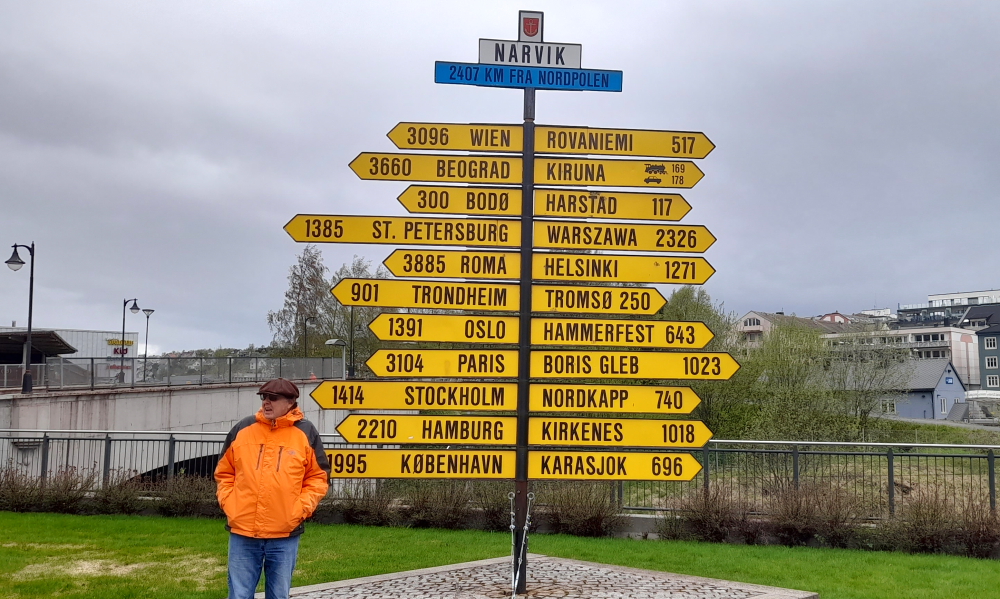 NARVIK
2407 KM FRA NORDPOLEN
3096 WIEN
ROVANIEMI 517
3660 BEOGRAD
KIRUNA 169
178
300 BODØ
HARSTAD 117
1385 ST. PETERSBURG
WARSZAWA 2326
3885 ROMA
HELSINKI 1271
901 TRONDHEIM
TROMSØ 250
1391 OSLO
HAMMERFEST 643
3104 PARIS
BORIS GLEB 1023
1414 STOCKHOLM
NORDKAPP 740
2210 HAMBURG
KIRKENES 1018
1995 KØBENHAVN
KARASJOK 696